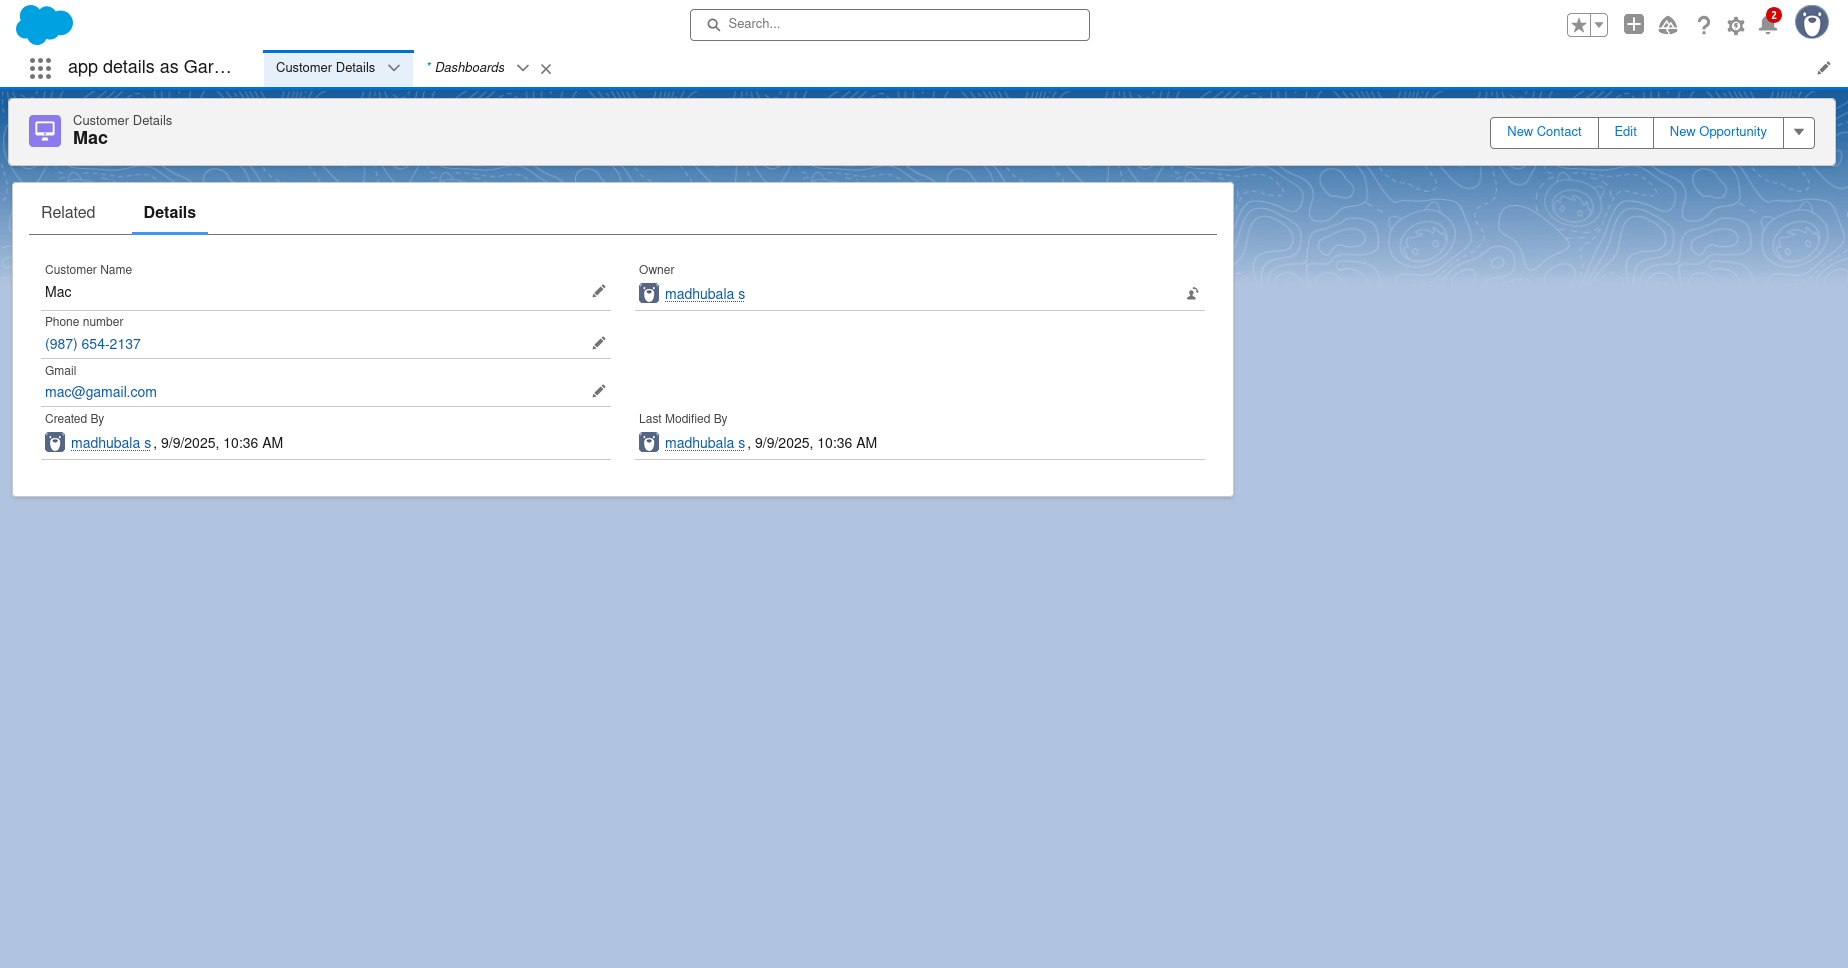 Search...
2
app details as Gar...
Customer Details
* Dashboards
Customer Details
Mac
New Contact
Edit
New Opportunity
Related
Details
Customer Name
Mac
Owner
madhubala s
Phone number
(987) 654-2137
Gmail
mac@gamail.com
Created By
madhubala s , 9/9/2025, 10:36 AM
Last Modified By
madhubala s , 9/9/2025, 10:36 AM